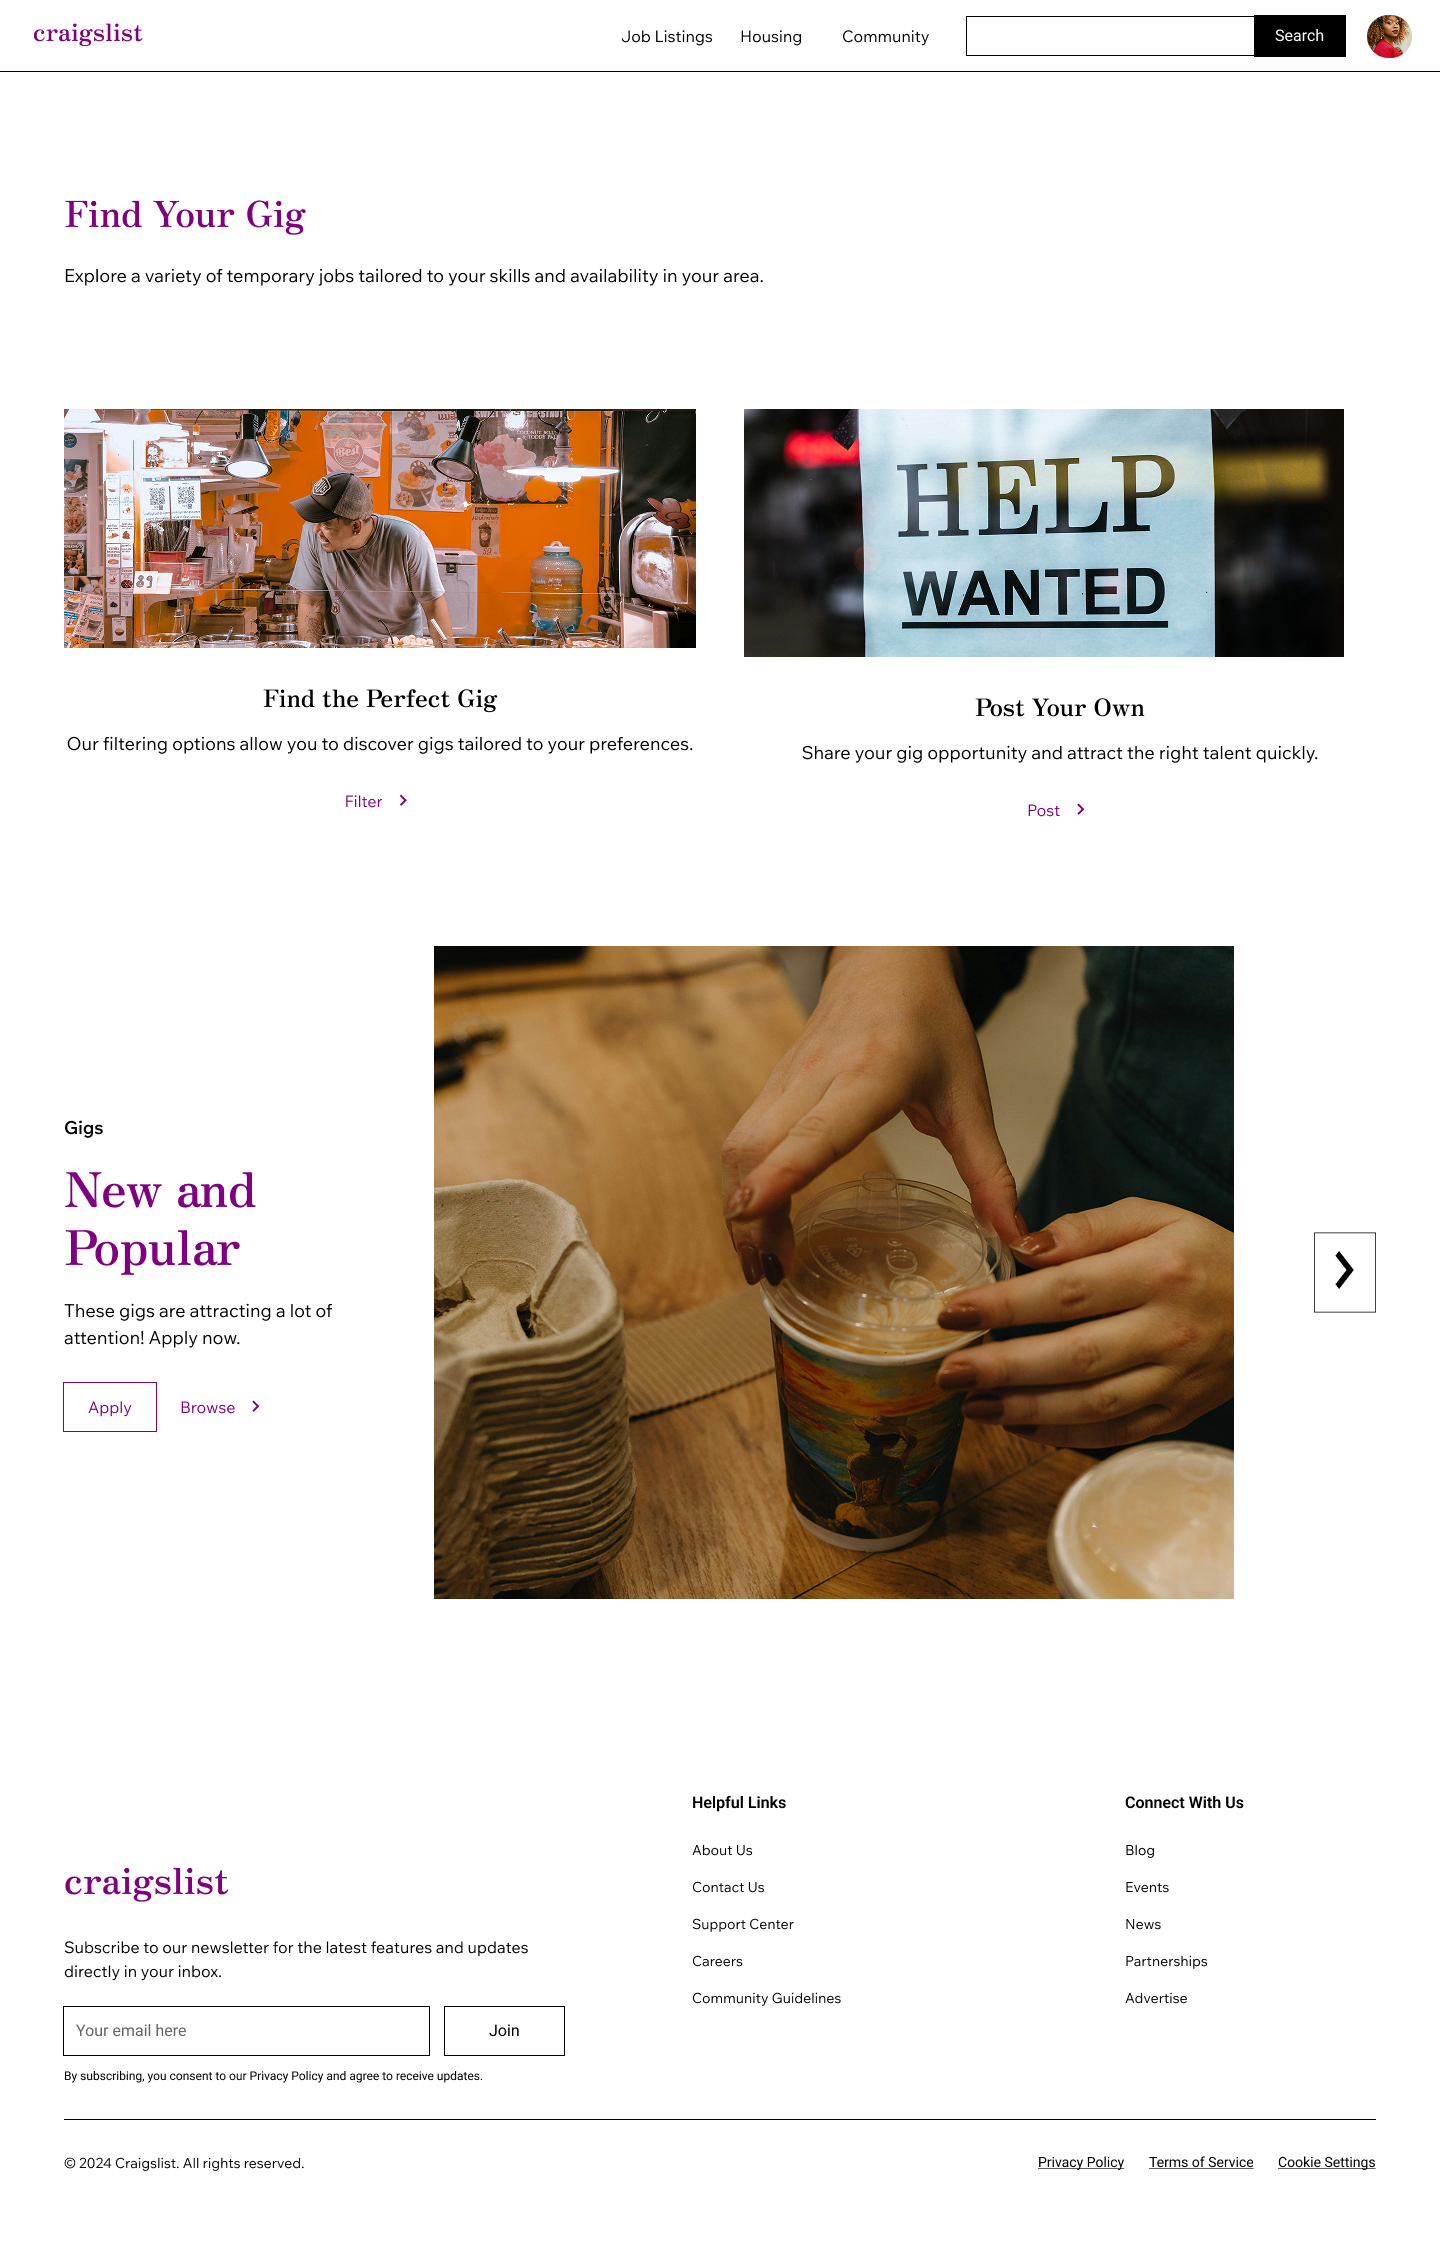 craigslist
Job Listings
Housing
Community
Search
Find Your Gig
Explore a variety of temporary jobs tailored to your skills and availability in your area.
Best
89
HELP
WANTED
Find the Perfect Gig
Our filtering options allow you to discover gigs tailored to your preferences.
Filter
Post Your Own
Share your gig opportunity and attract the right talent quickly.
Post
Gigs
New and
Popular
These gigs are attracting a lot of
attention! Apply now.
Apply
Browse
craigslist
Subscribe to our newsletter for the latest features and updates
directly in your inbox.
Your email here
Join
By subscribing, you consent to our Privacy Policy and agree to receive updates.
Helpful Links
About Us
Contact Us
Support Center
Careers
Community Guidelines
Connect With Us
Blog
Events
News
Partnerships
Advertise
© 2024 Craigslist. All rights reserved.
Privacy Policy
Terms of Service
Cookie Settings